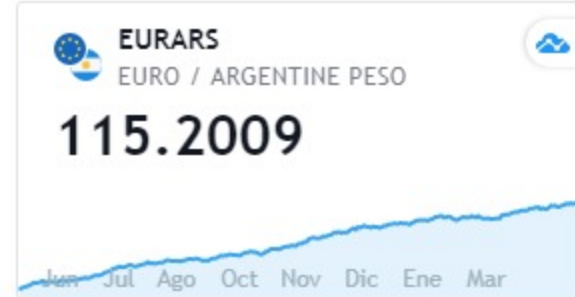 EURARS
EURO / ARGENTINE PESO
115.2009
Jun Jul Ago Oct Nov Dic Ene Mar